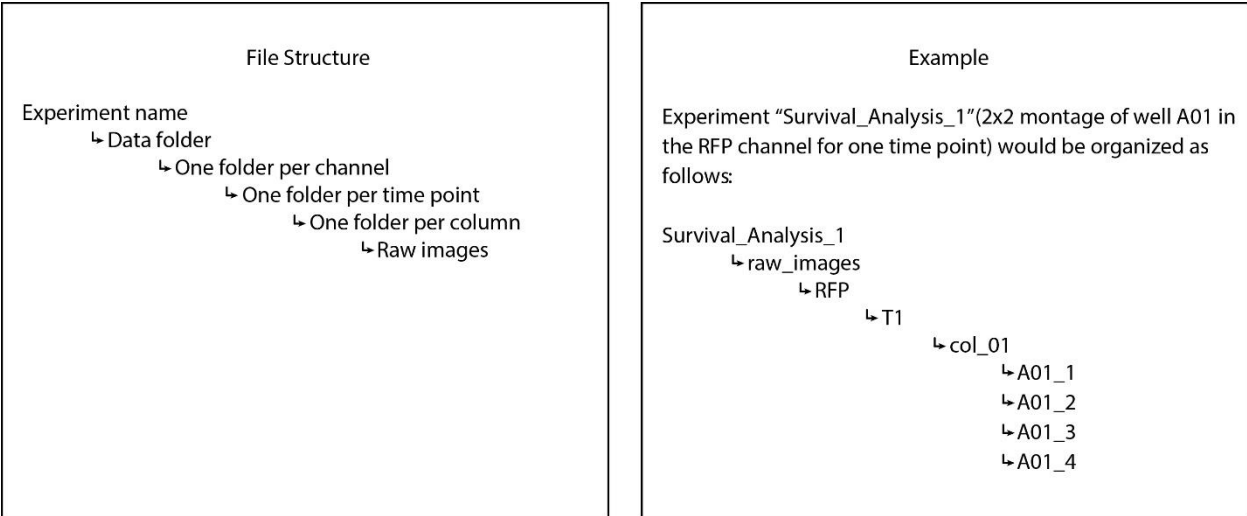 File Structure
Experiment name
↳ Data folder
↳ One folder per channel
↳ One folder per time point
↳ One folder per column
↳ Raw images
Example
Experiment “Survival_Analysis_1”(2x2 montage of well A01 in
the RFP channel for one time point) would be organized as
follows:
Survival_Analysis_1
↳ raw_images
↳ RFP
↳ T1
↳ col_01
↳ A01_1
↳ A01_2
↳ A01_3
↳ A01_4